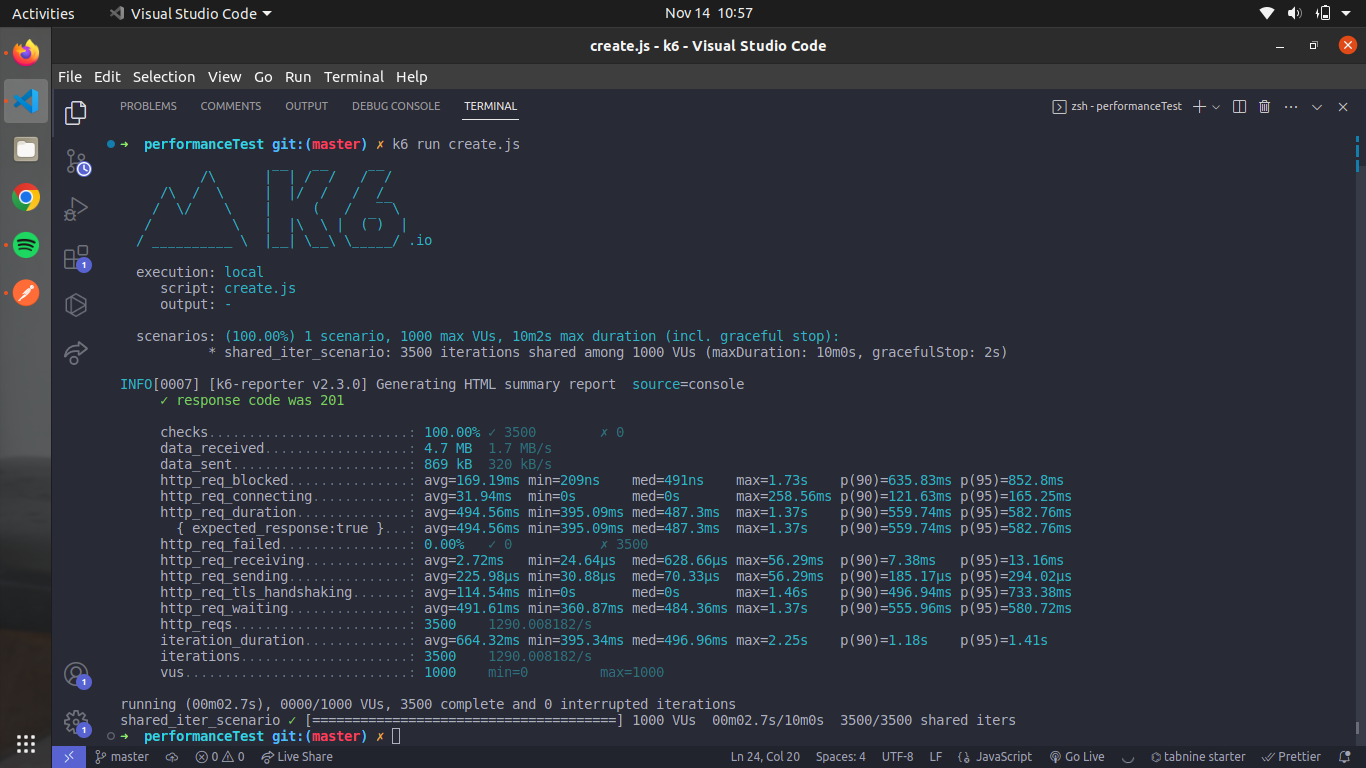 Activities Visual Studio Code Nov 14 10:57
create.js - k6 - Visual Studio Code
File Edit Selection View Go Run Terminal Help
PROBLEMS COMMENTS OUTPUT DEBUG CONSOLE TERMINAL zsh - performanceTest
➜ performanceTest git:(master) ✗ k6 run create.js
.io
execution: local
script: create.js
output: -
scenarios: (100.00%) 1 scenario, 1000 max VUs, 10m2s max duration (incl. graceful stop):
* shared_iter_scenario: 3500 iterations shared among 1000 VUs (maxDuration: 10m0s, gracefulStop: 2s)
INFO[0007] [k6-reporter v2.3.0] Generating HTML summary report source=console
✓ response code was 201
checks.........................: 100.00% ✓ 3500 ✗ 0
data_received..................: 4.7 MB 1.7 MB/s
data_sent......................: 869 kB 320 kB/s
http_req_blocked...............: avg=169.19ms min=209ns med=491ns max=1.73s p(90)=635.83ms p(95)=852.8ms
http_req_connecting............: avg=31.94ms min=0s med=0s max=258.56ms p(90)=121.63ms p(95)=165.25ms
http_req_duration..............: avg=494.56ms min=395.09ms med=487.3ms max=1.37s p(90)=559.74ms p(95)=582.76ms
{ expected_response:true }...: avg=494.56ms min=395.09ms med=487.3ms max=1.37s p(90)=559.74ms p(95)=582.76ms
http_req_failed................: 0.00% ✓ 0 ✗ 3500
http_req_receiving.............: avg=2.72ms min=24.64µs med=628.66µs max=56.29ms p(90)=7.38ms p(95)=13.16ms
http_req_sending...............: avg=225.98µs min=30.88µs med=70.33µs max=56.29ms p(90)=185.17µs p(95)=294.02µs
http_req_tls_handshaking.......: avg=114.54ms min=0s med=0s max=1.46s p(90)=496.94ms p(95)=733.38ms
http_req_waiting...............: avg=491.61ms min=360.87ms med=484.36ms max=1.37s p(90)=555.96ms p(95)=580.72ms
http_reqs......................: 3500 1290.008182/s
iteration_duration.............: avg=664.32ms min=395.34ms med=496.96ms max=2.25s p(90)=1.18s p(95)=1.41s
iterations.....................: 3500 1290.008182/s
vus............................: 1000 min=0 max=1000
running (00m02.7s), 0000/1000 VUs, 3500 complete and 0 interrupted iterations
shared_iter_scenario ✓ [======================================] 1000 VUs 00m02.7s/10m0s 3500/3500 shared iters
➜ performanceTest git:(master) ✗
master 0 0 Live Share Ln 24, Col 20 Spaces: 4 UTF-8 LF JavaScript Go Live tabnine starter Prettier
1
1
1